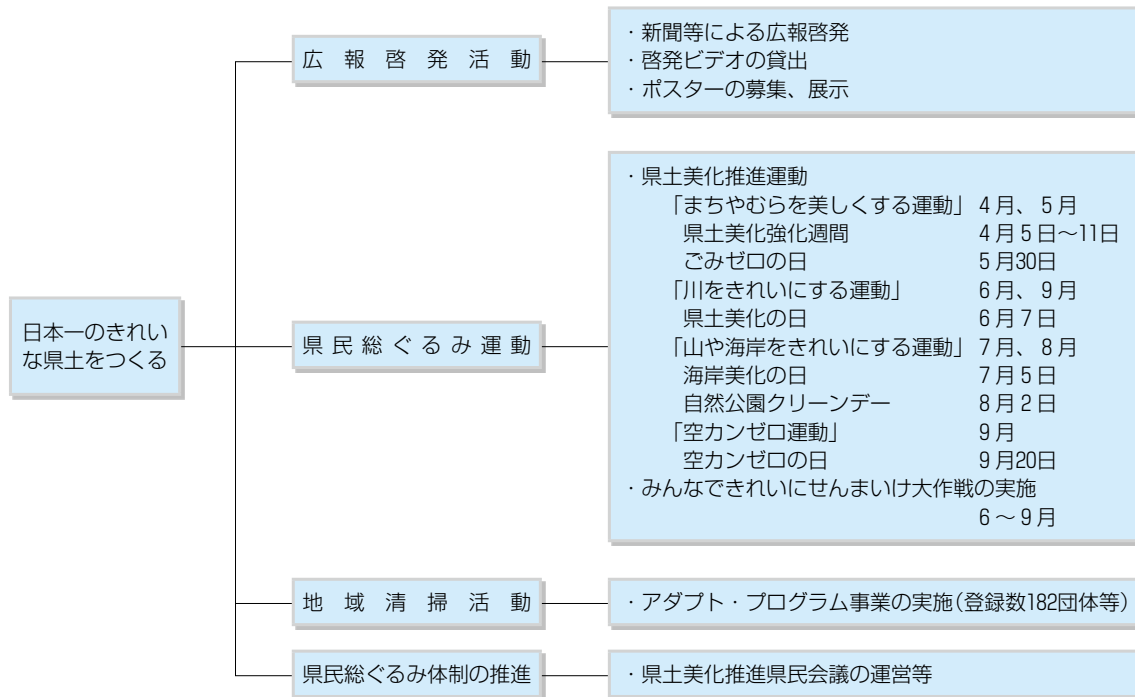 日本一のきれい
な県土をつくる
広報啓発活動
・新聞等による広報啓発
・啓発ビデオの貸出
・ポスターの募集、展示
県民総ぐるみ運動
・県土美化推進運動
「まちやむらを美しくする運動」 4月、5月
県土美化強化週間 4月5日〜11日
ごみゼロの日 5月30日
「川をきれいにする運動」 6月、9月
県土美化の日 6月7日
「山や海岸をきれいにする運動」 7月、8月
海岸美化の日 7月5日
自然公園クリーンデー 8月2日
「空カンゼロ運動」 9月
空カンゼロの日 9月20日
・みんなできれいにせんまいけ大作戦の実施
6〜9月
地域清掃活動
・アダプト・プログラム事業の実施(登録数182団体等)
県民総ぐるみ体制の推進
・県土美化推進県民会議の運営等